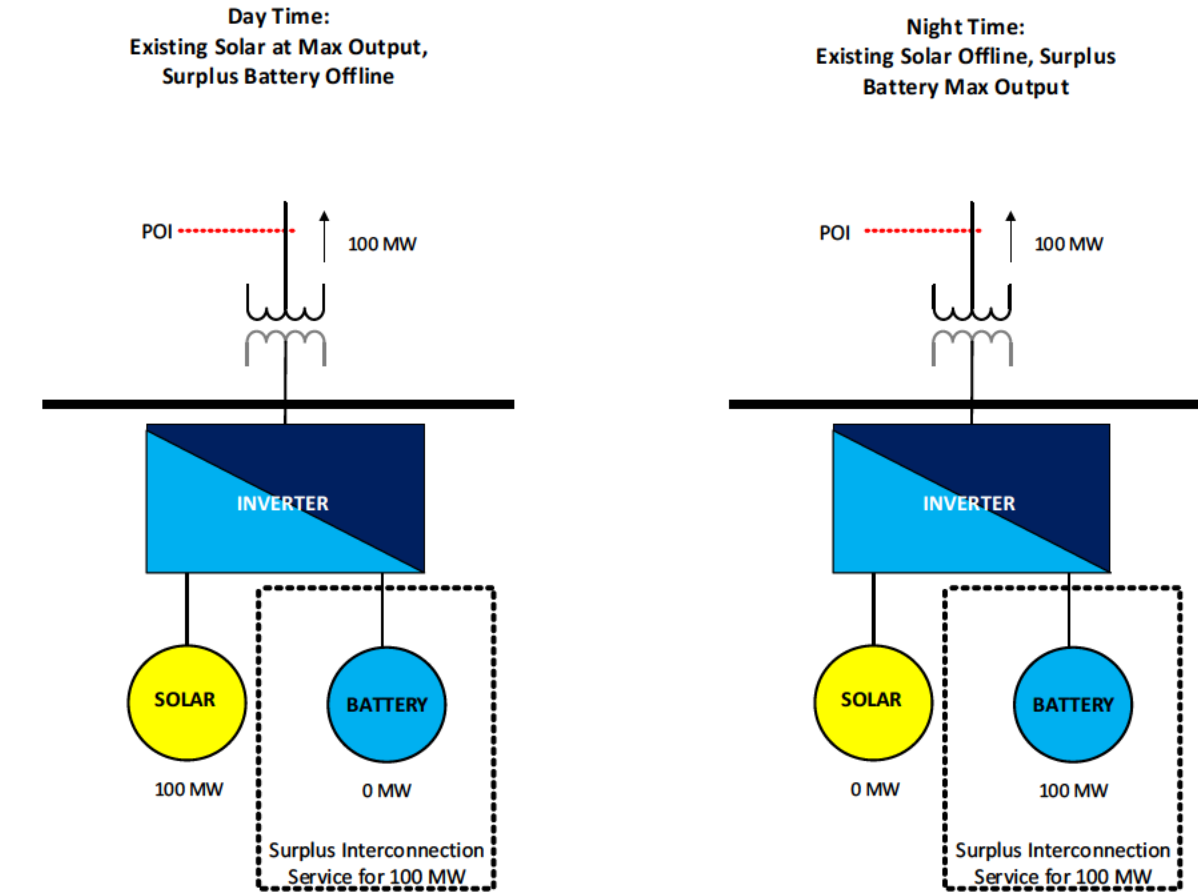 Day Time:
Existing Solar at Max Output,
Surplus Battery Offline
POI
100 MW
INVERTER
SOLAR
BATTERY
100 MW
0 MW
Surplus Interconnection
Service for 100 MW
Night Time:
Existing Solar Offline, Surplus
Battery Max Output
POI
100 MW
INVERTER
SOLAR
BATTERY
0 MW
100 MW
Surplus Interconnection
Service for 100 MW